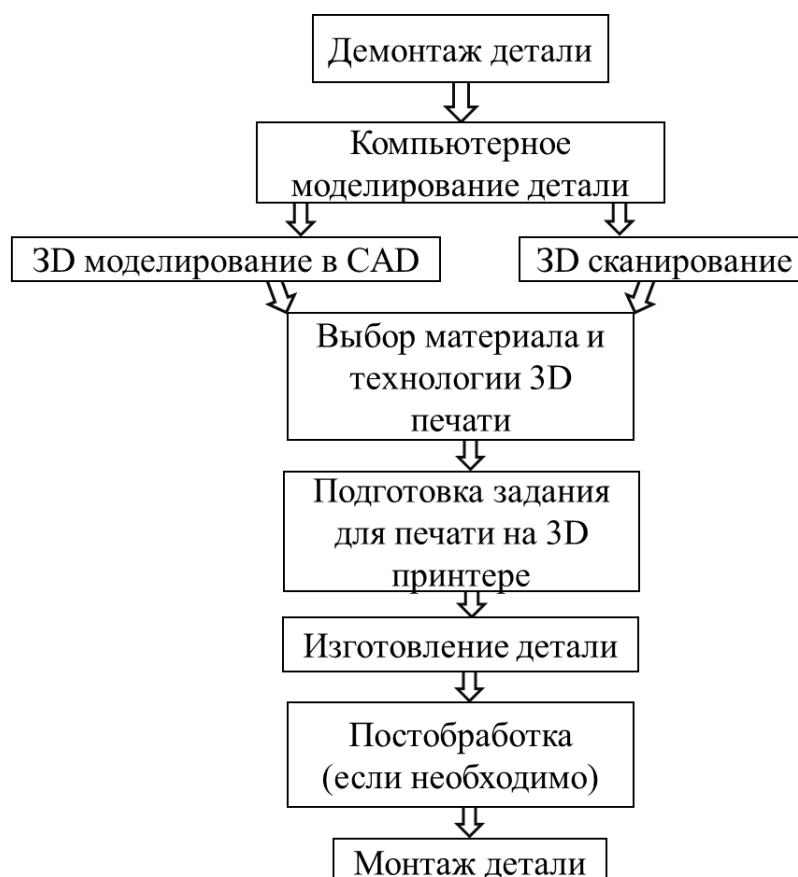 Демонтаж детали
Компьютерное
моделирование детали
3D моделирование в CAD
3D сканирование
Выбор материала и
технологии 3D
печати
Подготовка задания
для печати на 3D
принтере
Изготовление детали
Постобработка
(если необходимо)
Монтаж детали